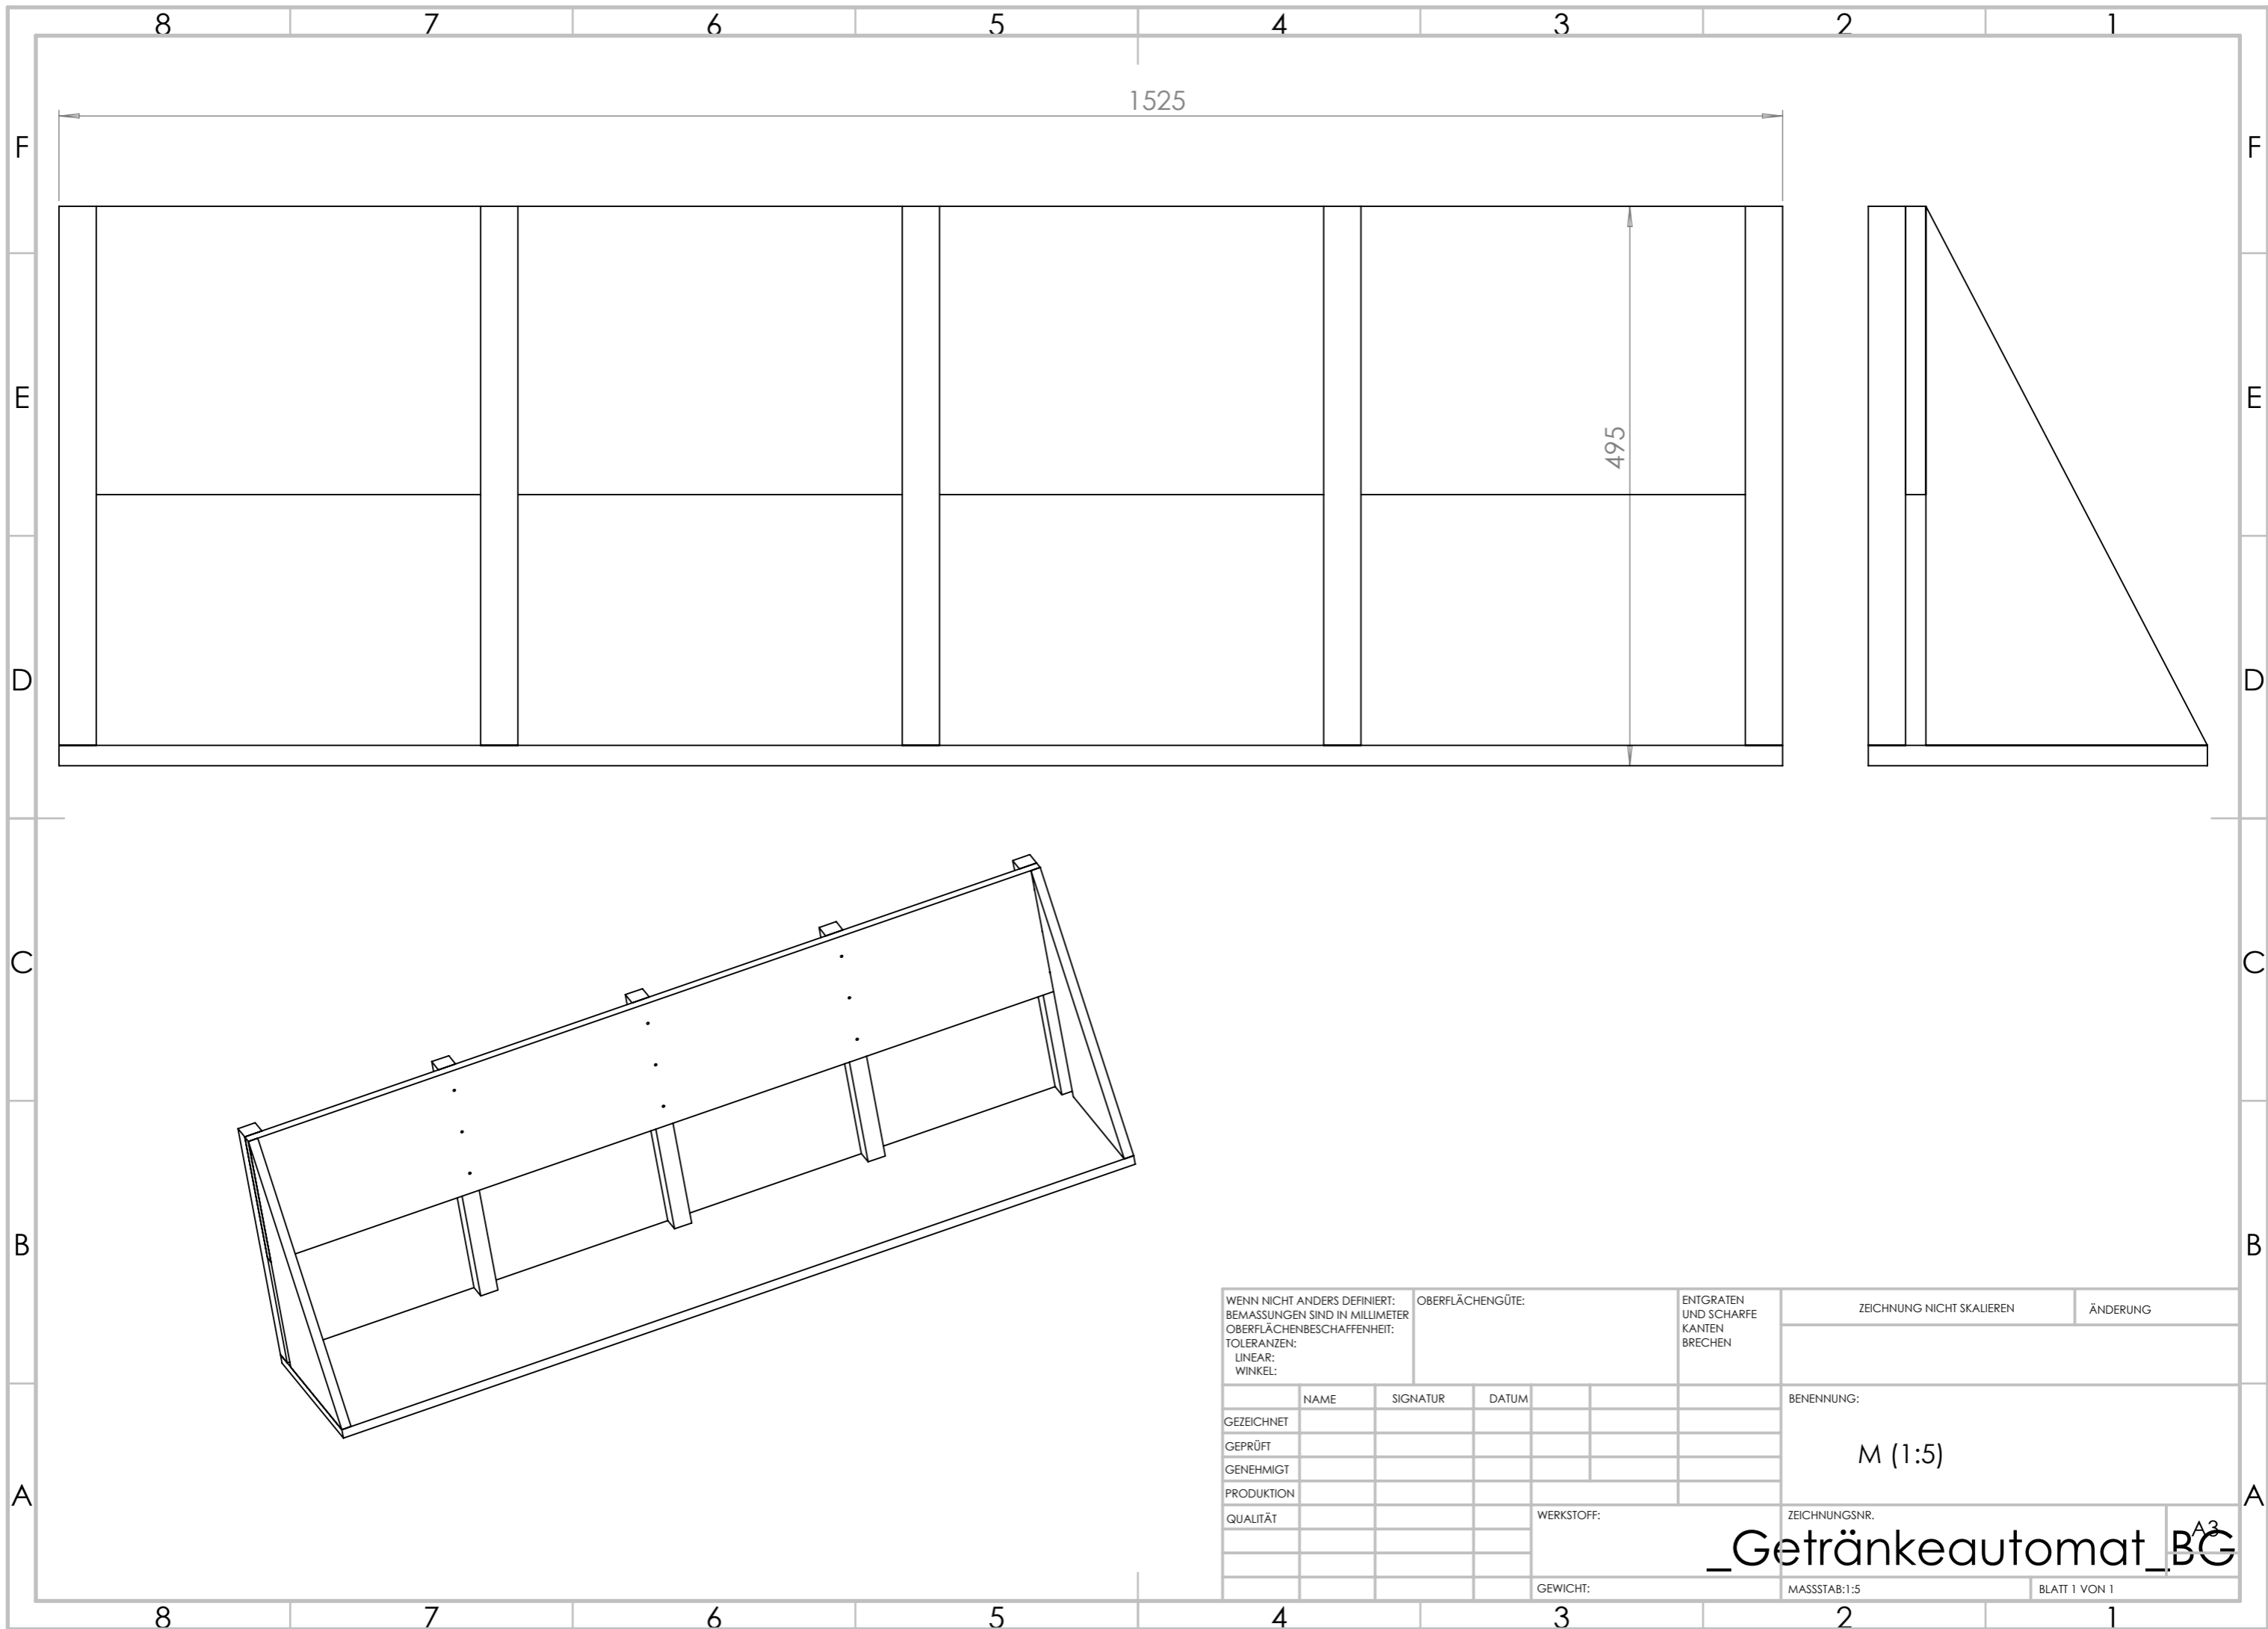 8 7 6 5 4 3 2 1
1525
F F
E E
495
D D
C C
B B
WENN NICHT ANDERS DEFINIERT:
BEMASSUNGEN SIND IN MILLIMETER
OBERFLÄCHENBESCHAFFENHEIT:
TOLERANZEN:
LINEAR:
WINKEL:
OBERFLÄCHENGÜTE:
ENTGRATEN
UND SCHARFE
KANTEN
BRECHEN
ZEICHNUNG NICHT SKALIEREN
ÄNDERUNG
NAME SIGNATUR DATUM
GEZEICHNET
GEPRÜFT
GENEHMIGT
PRODUKTION
QUALITÄT
BENENNUNG:
M (1:5)
A A
WERKSTOFF:
ZEICHNUNGSNR.
_Getränkeautomat_BG
A3
GEWICHT:
MASSSTAB:1:5
BLATT 1 VON 1
8 7 6 5 4 3 2 1